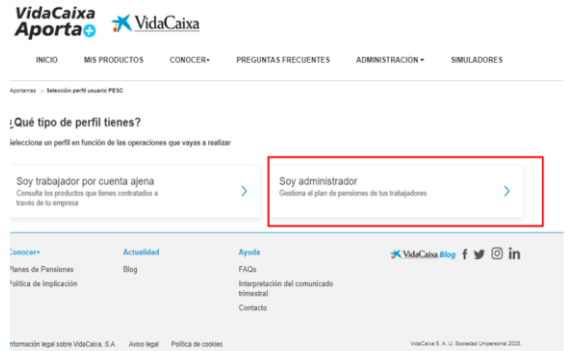 VidaCaixa
Aporta+
VidaCaixa
INICIO MIS PRODUCTOS CONOCER+ PREGUNTAS FRECUENTES ADMINISTRACIÓN SIMULADORES
Aportamas > Selección perfil usuario PESC
¿Qué tipo de perfil tienes?
Selecciona un perfil en función de las operaciones que vayas a realizar
Soy trabajador por cuenta ajena
Consulta los productos que tienes contratados a
través de tu empresa
Soy administrador
Gestiona el plan de pensiones de tus trabajadores
Conocer+ Actualidad Ayuda VidaCaixa Blog
Planes de Pensiones Blog FAQs
Política de implicación Interpretación del comunicado
trimestral
Contacto
Información legal sobre VidaCaixa, S.A. Aviso legal Política de cookies VidaCaixa S. A. U. Sociedad Unipersonal 2023.